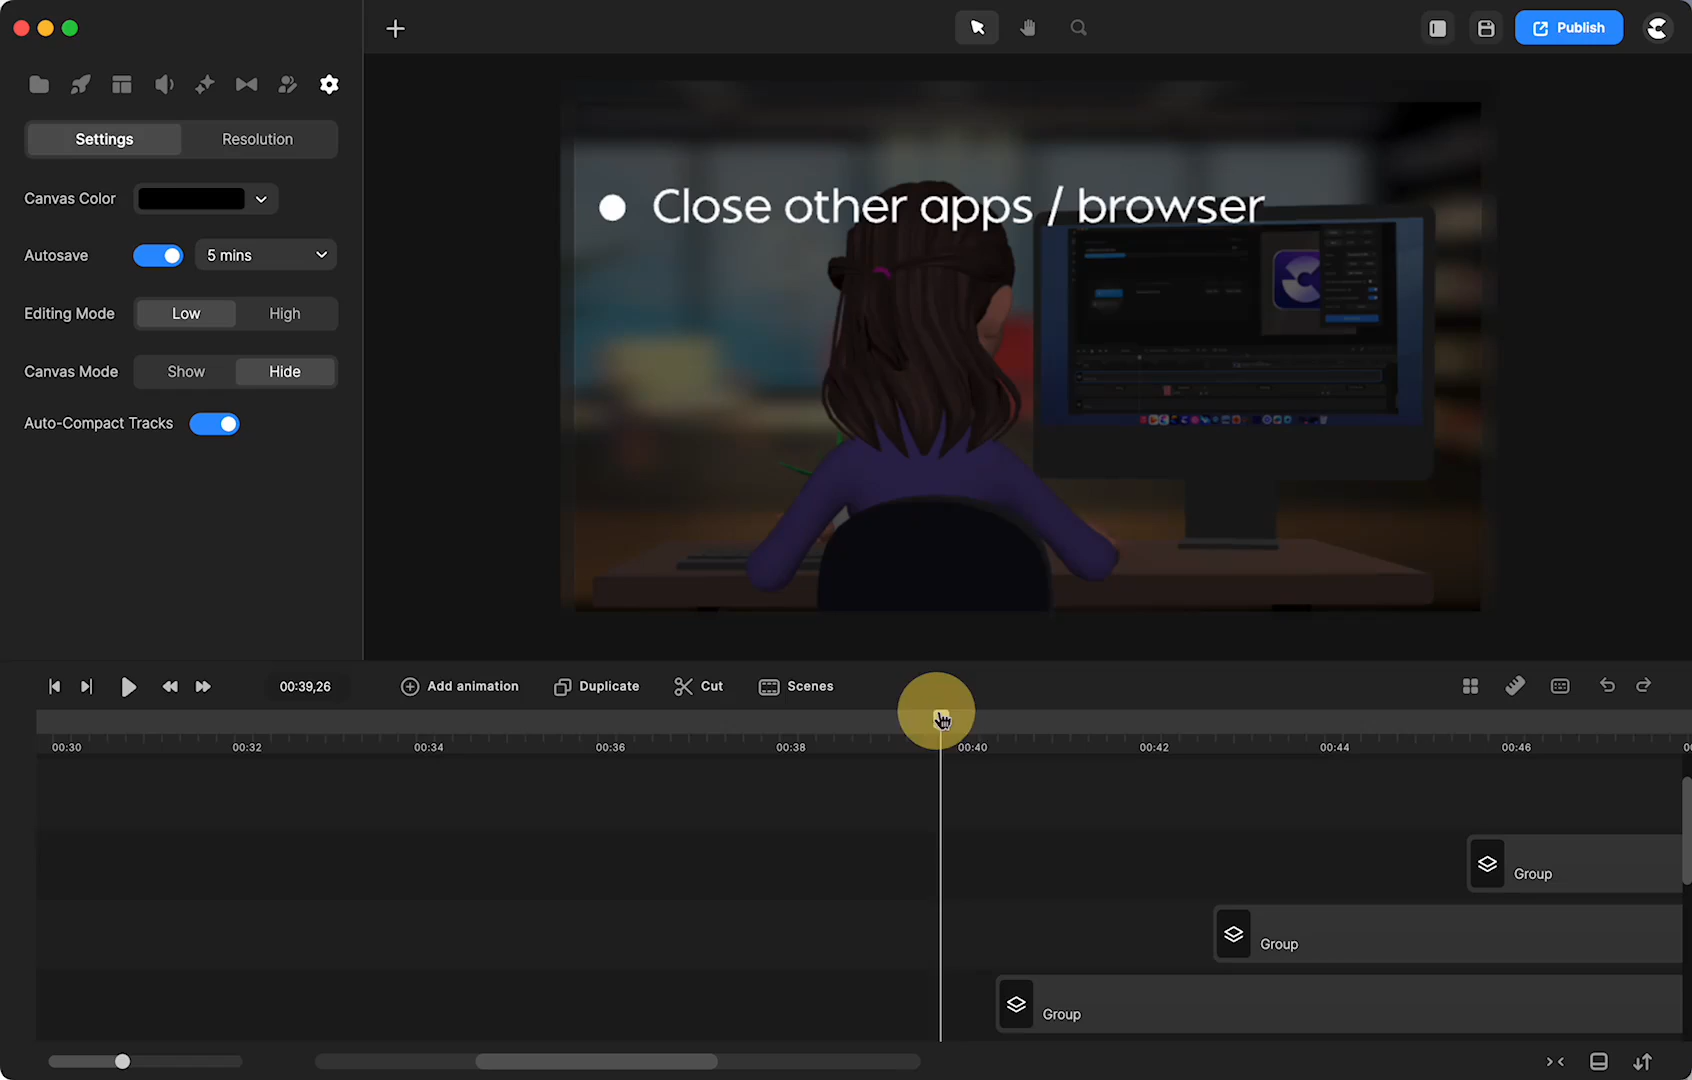 Publish
Settings
Resolution
Canvas Color
Autosave
5 mins
Editing Mode
Low
High
Canvas Mode
Show
Hide
Auto-Compact Tracks
Close other apps / browser
00:39,26
Add animation
Duplicate
Cut
Scenes
00:30
00:32
00:34
00:36
00:38
00:40
00:42
00:44
00:46
Group
Group
Group